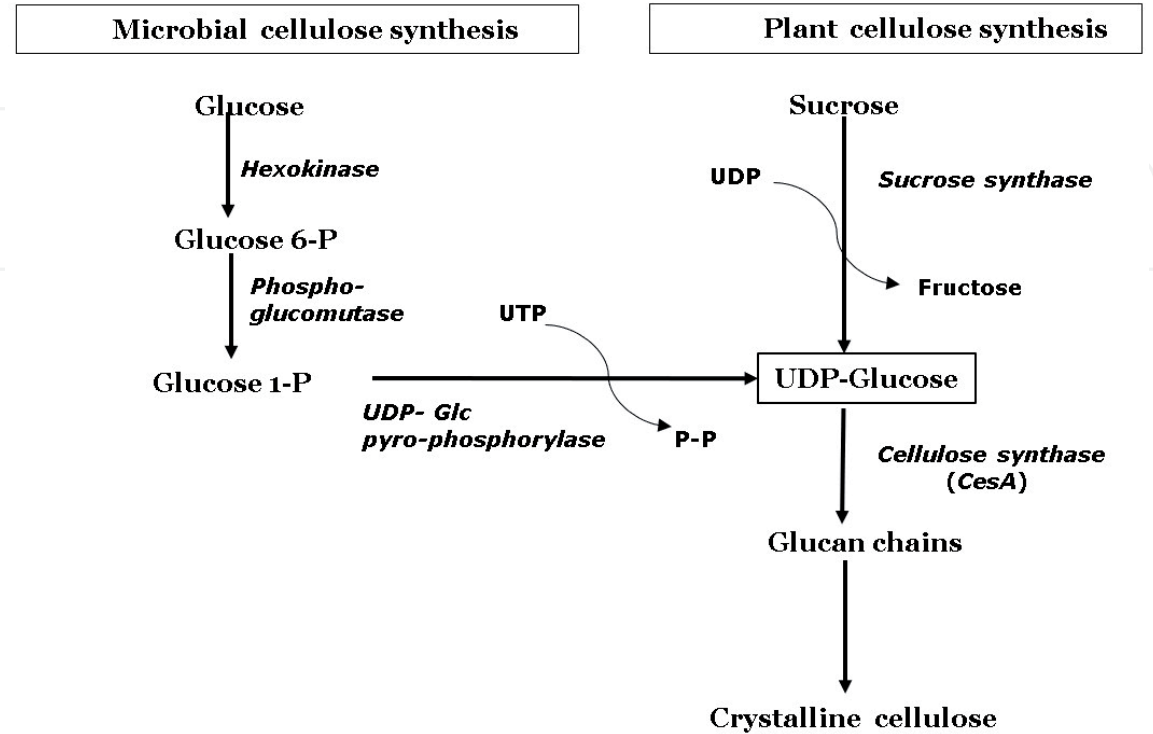 Microbial cellulose synthesis
Plant cellulose synthesis
Glucose
Hexokinase
Glucose 6-P
Phospho-
glucomutase
Glucose 1-P
UTP
UDP- Glc
pyro-phosphorylase
P-P
Sucrose
UDP
Sucrose synthase
Fructose
UDP-Glucose
Cellulose synthase
(CesA)
Glucan chains
Crystalline cellulose